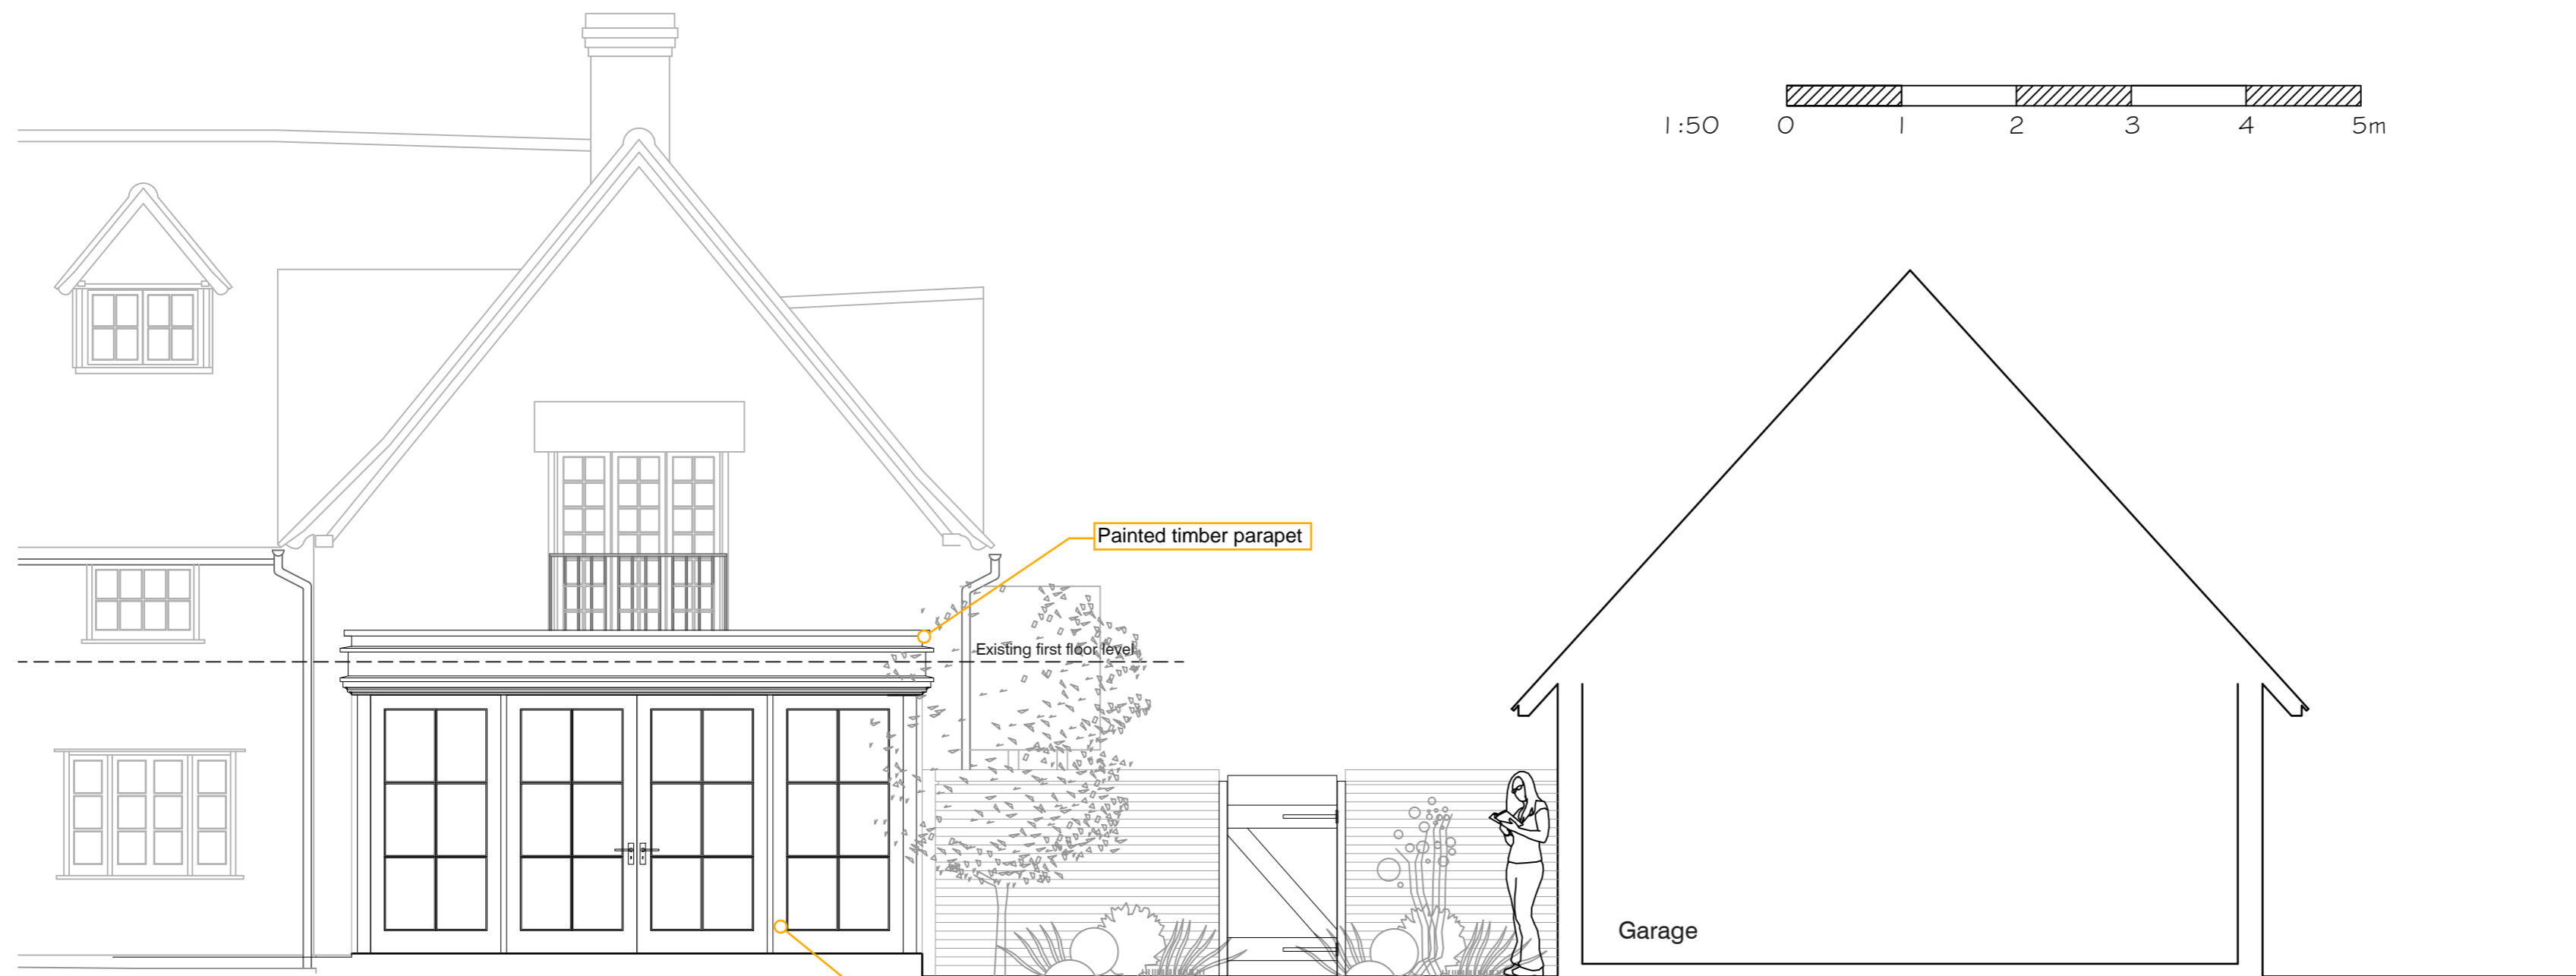 1:50 0 1 2 3 4 5m
Painted timber parapet
Existing first floor level
Garage